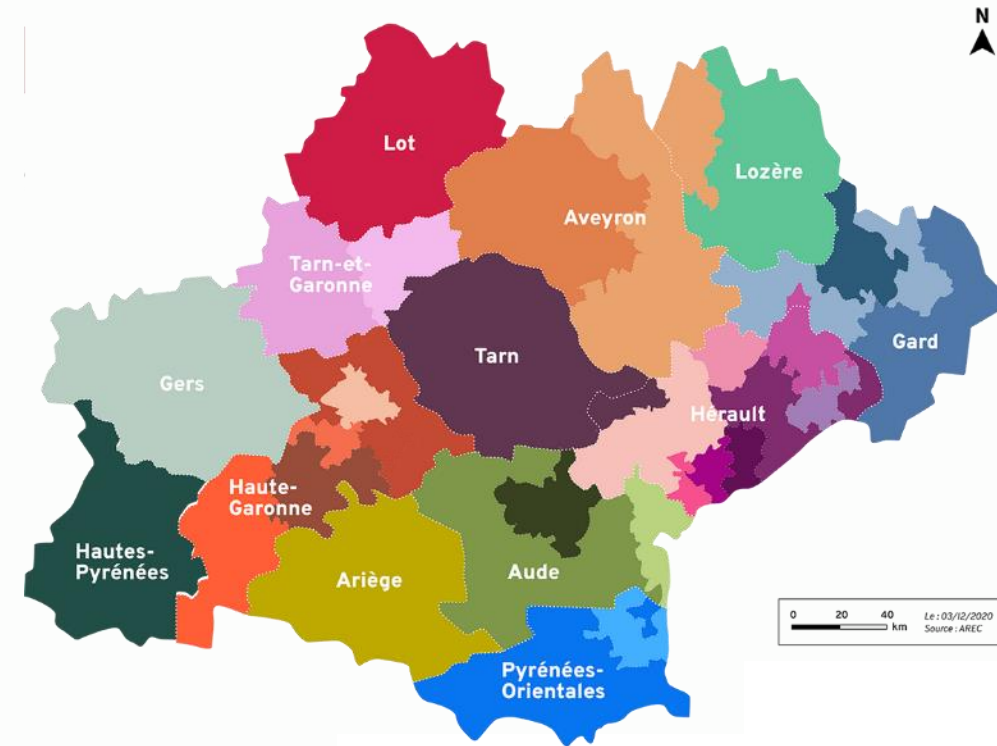 N
Lot
Lozère
Aveyron
Tarn-et-
Garonne
Gard
Tarn
Gers
Hérault
Haute-
Garonne
Hautes-
Pyrénées
Ariège
Aude
0 20 40 km
Le : 03/12/2020
Source : AREC
Pyrénées-
Orientales